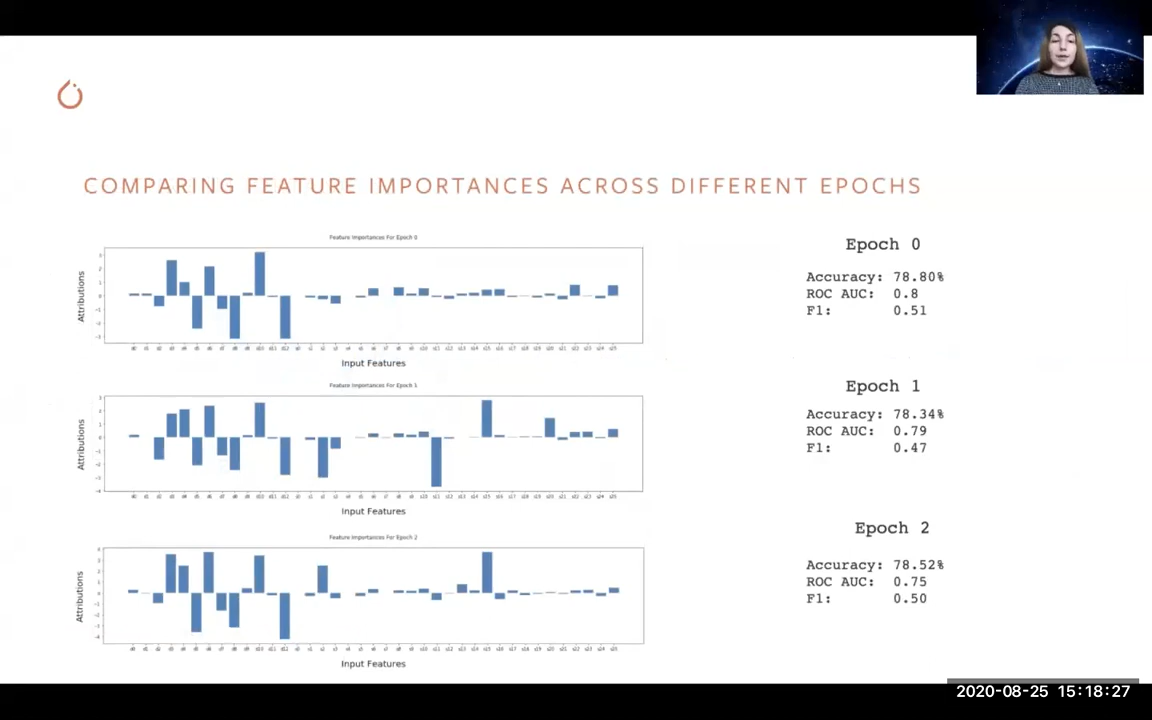 COMPARING FEATURE IMPORTANCES ACROSS DIFFERENT EPOCHS
Feature Importances For Epoch 0
Attributions
Input Features
Epoch 0
Accuracy: 78.80%
ROC AUC: 0.8
F1: 0.51
Feature Importances For Epoch 1
Attributions
Input Features
Epoch 1
Accuracy: 78.34%
ROC AUC: 0.79
F1: 0.47
Feature Importances For Epoch 2
Attributions
Input Features
Epoch 2
Accuracy: 78.52%
ROC AUC: 0.75
F1: 0.50
2020-08-25 15:18:27